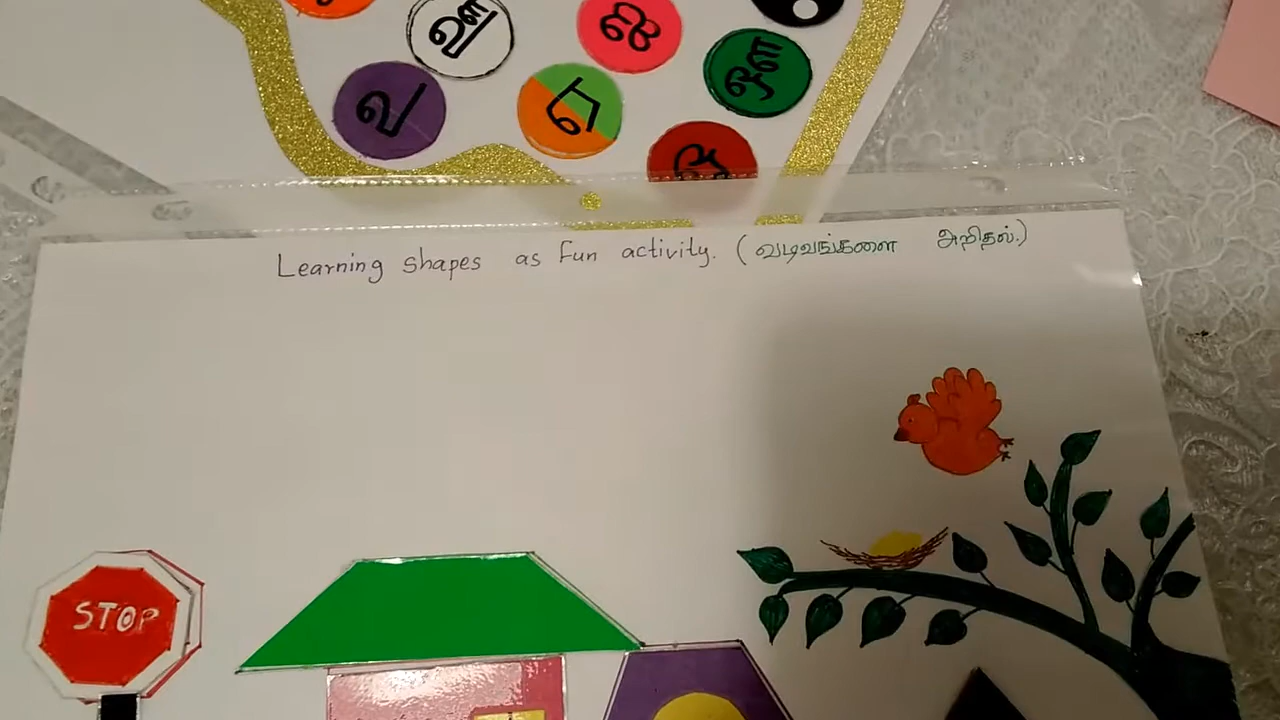 ஊ ஐ
உ ஔ
Learning shapes as Fun activity. (வடிவங்களை அறிதல்.)
STOP